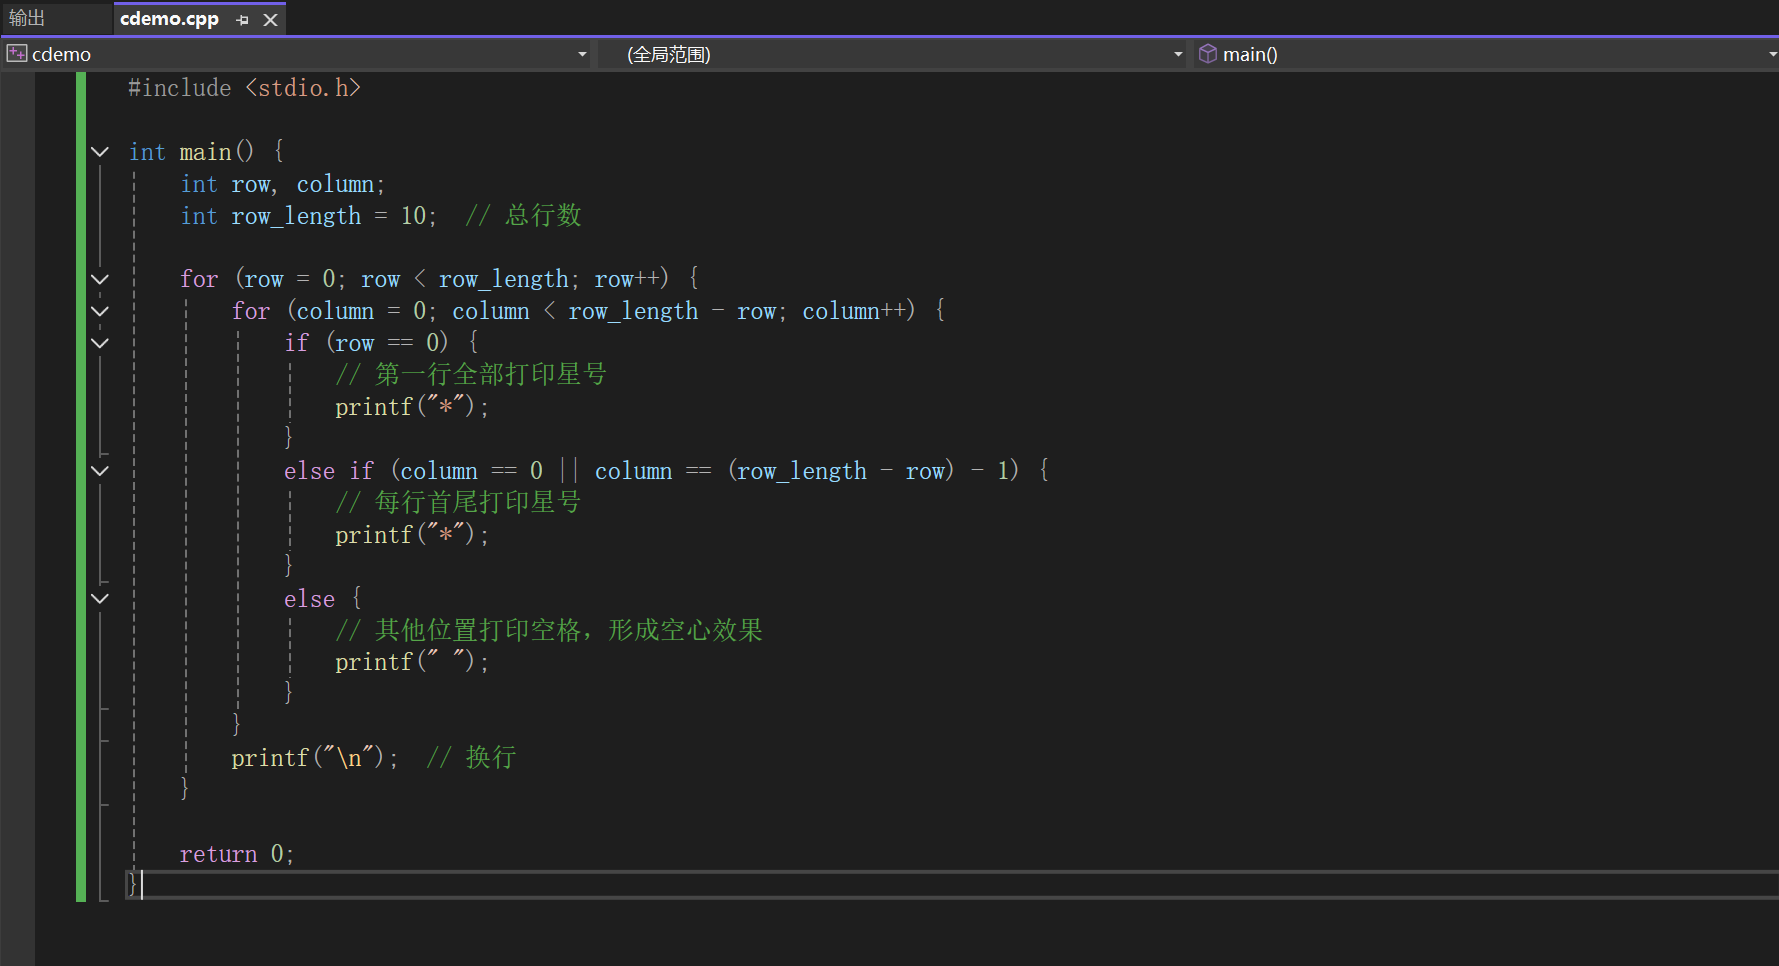 输出 cdemo.cpp
cdemo (全局范围) main()
#include <stdio.h>
int main() {
    int row, column;
    int row_length = 10;  // 总行数
    for (row = 0; row < row_length; row++) {
        for (column = 0; column < row_length - row; column++) {
            if (row == 0) {
                // 第一行全部打印星号
                printf("*");
            }
            else if (column == 0 || column == (row_length - row) - 1) {
                // 每行首尾打印星号
                printf("*");
            }
            else {
                // 其他位置打印空格，形成空心效果
                printf(" ");
            }
        }
        printf("\n");  // 换行
    }
    return 0;
}